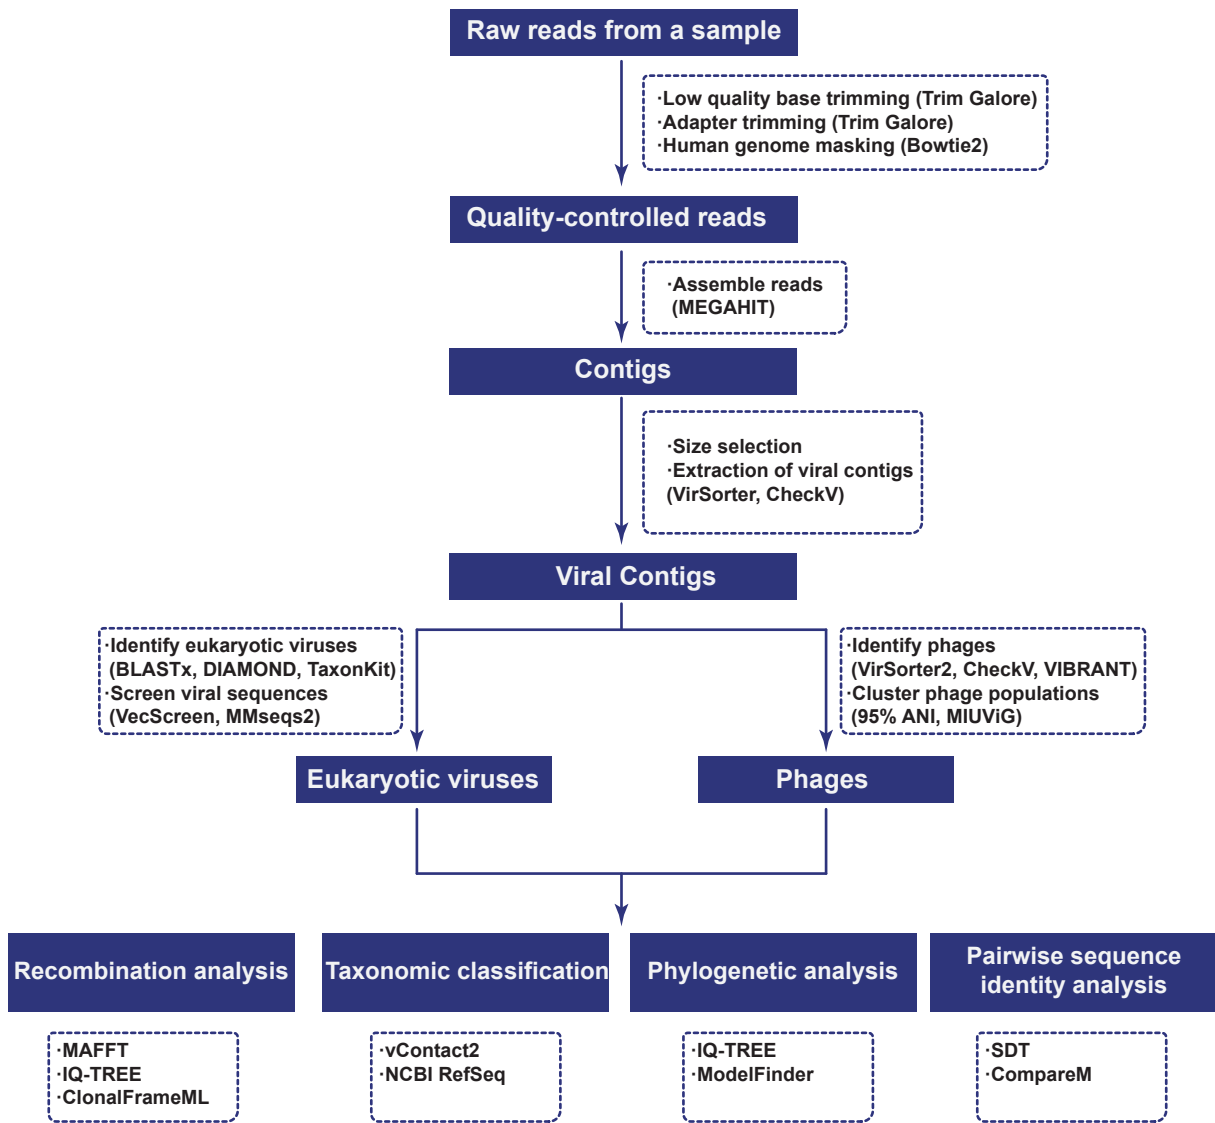 Raw reads from a sample
·Low quality base trimming (Trim Galore)
·Adapter trimming (Trim Galore)
·Human genome masking (Bowtie2)
Quality-controlled reads
·Assemble reads
(MEGAHIT)
Contigs
·Size selection
·Extraction of viral contigs
(VirSorter, CheckV)
Viral Contigs
·Identify eukaryotic viruses
(BLASTx, DIAMOND, TaxonKit)
·Screen viral sequences
(VecScreen, MMseqs2)
·Identify phages
(VirSorter2, CheckV, VIBRANT)
·Cluster phage populations
(95% ANI, MIUViG)
Eukaryotic viruses
Phages
Recombination analysis
·MAFFT
·IQ-TREE
·ClonalFrameML
Taxonomic classification
·vContact2
·NCBI RefSeq
Phylogenetic analysis
·IQ-TREE
·ModelFinder
Pairwise sequence
identity analysis
·SDT
·CompareM